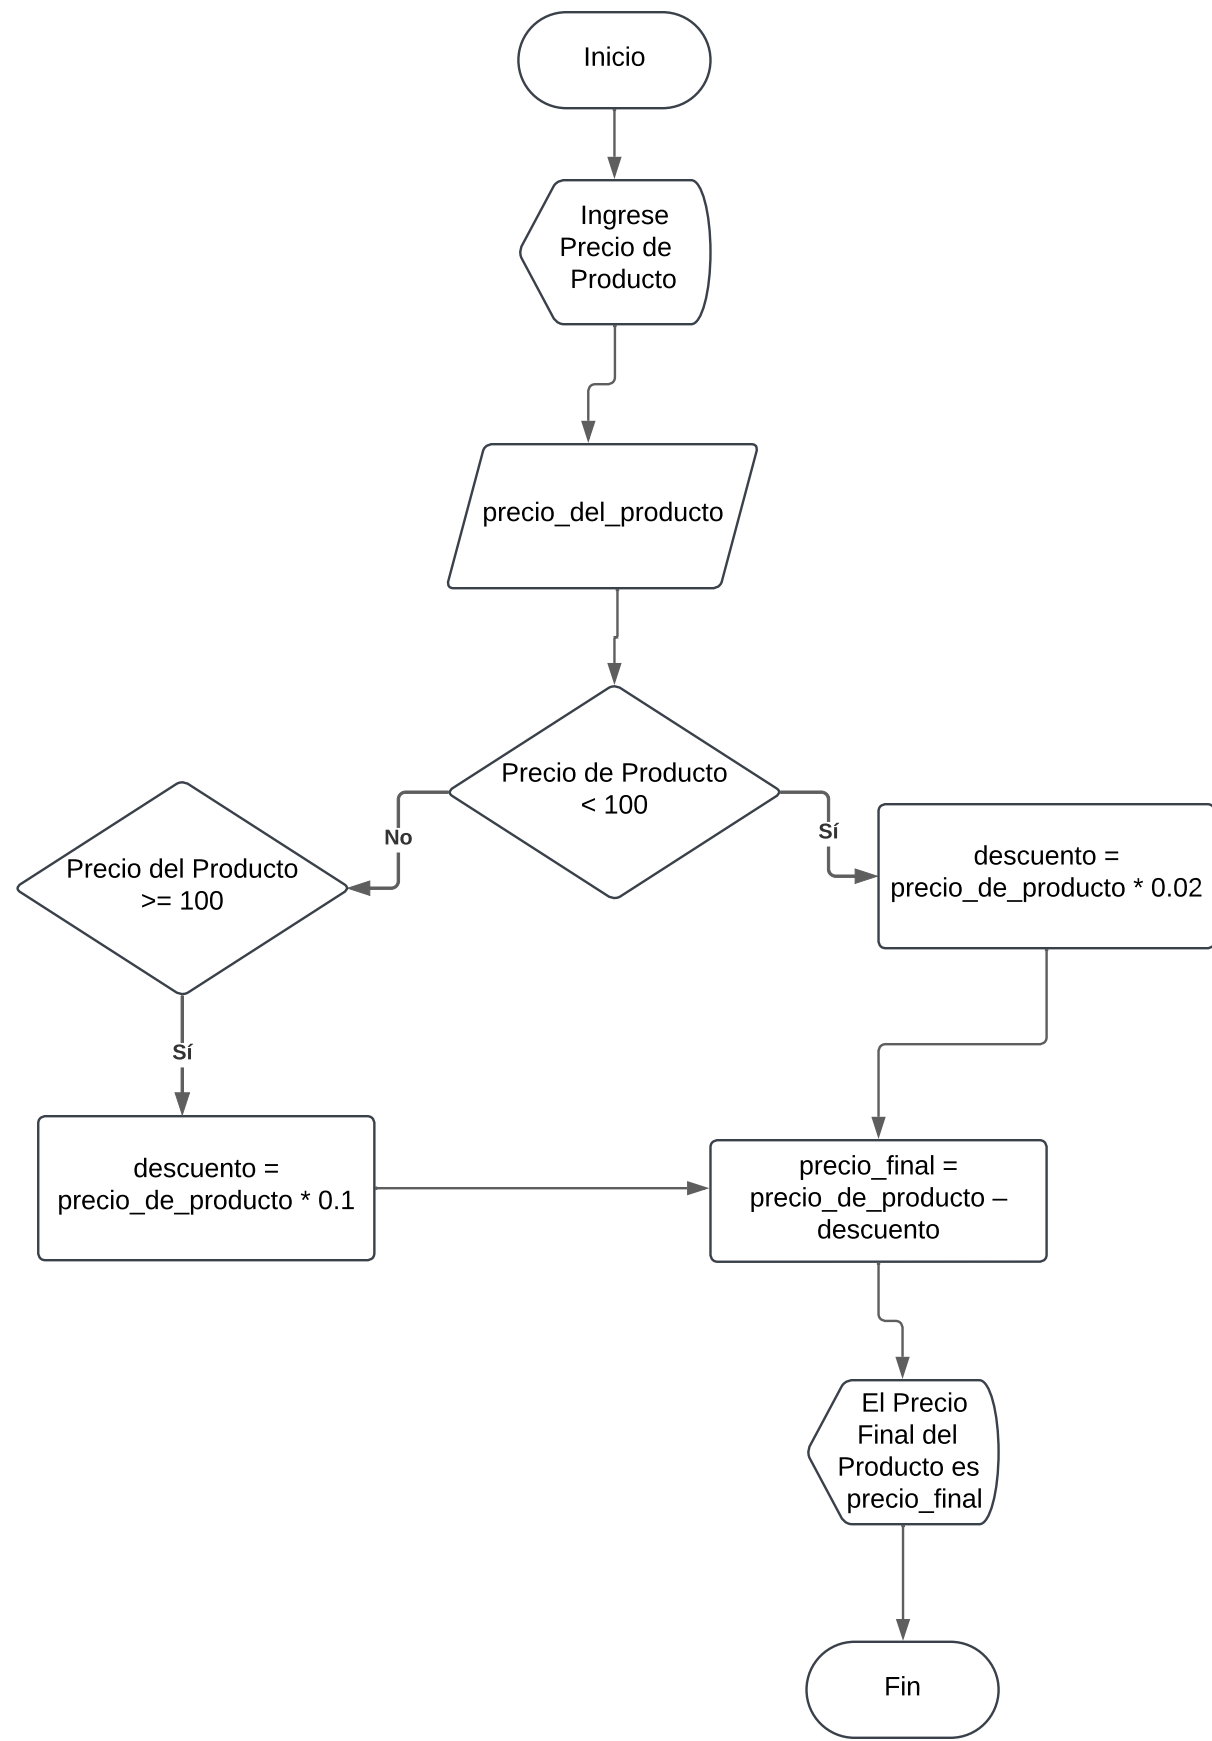 Inicio
Ingrese
Precio de
Producto
precio_del_producto
Precio de Producto
< 100
No
Sí
Precio del Producto
>= 100
descuento =
precio_de_producto * 0.02
Sí
descuento =
precio_de_producto * 0.1
precio_final =
precio_de_producto –
descuento
El Precio
Final del
Producto es
precio_final
Fin